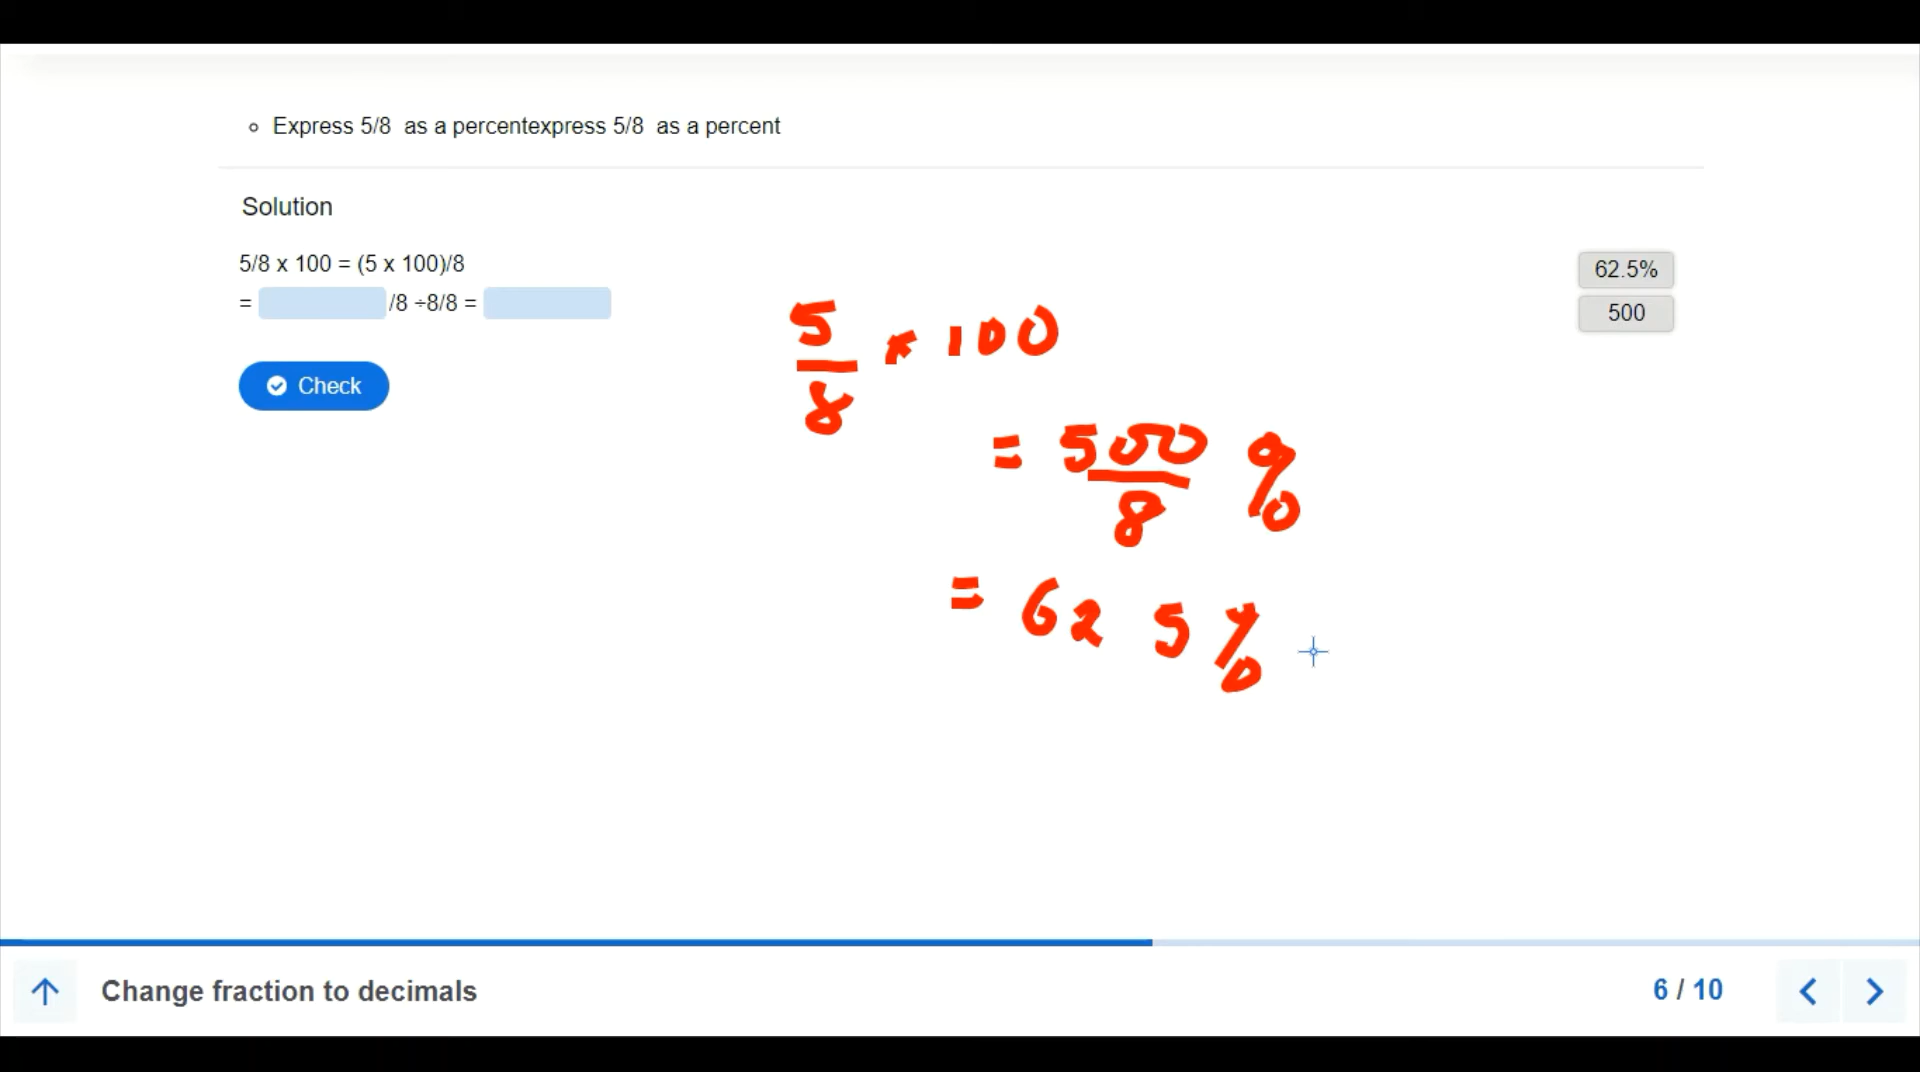 Express 5/8 as a percentexpress 5/8 as a percent
Solution
5/8 x 100 = (5 x 100)/8
= /8 ÷8/8 =
Check
62.5%
500
5/8 * 100
= 500/8 %
= 62 5%
Change fraction to decimals
6 / 10